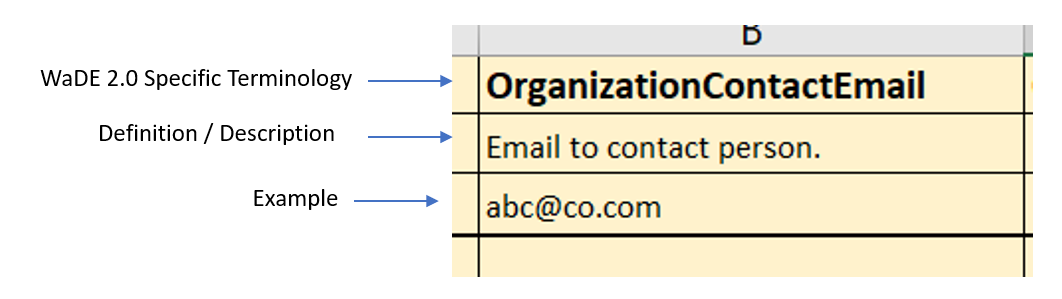 B
WaDE 2.0 Specific Terminology
OrganizationContactEmail
Definition / Description
Email to contact person.
Example
abc@co.com